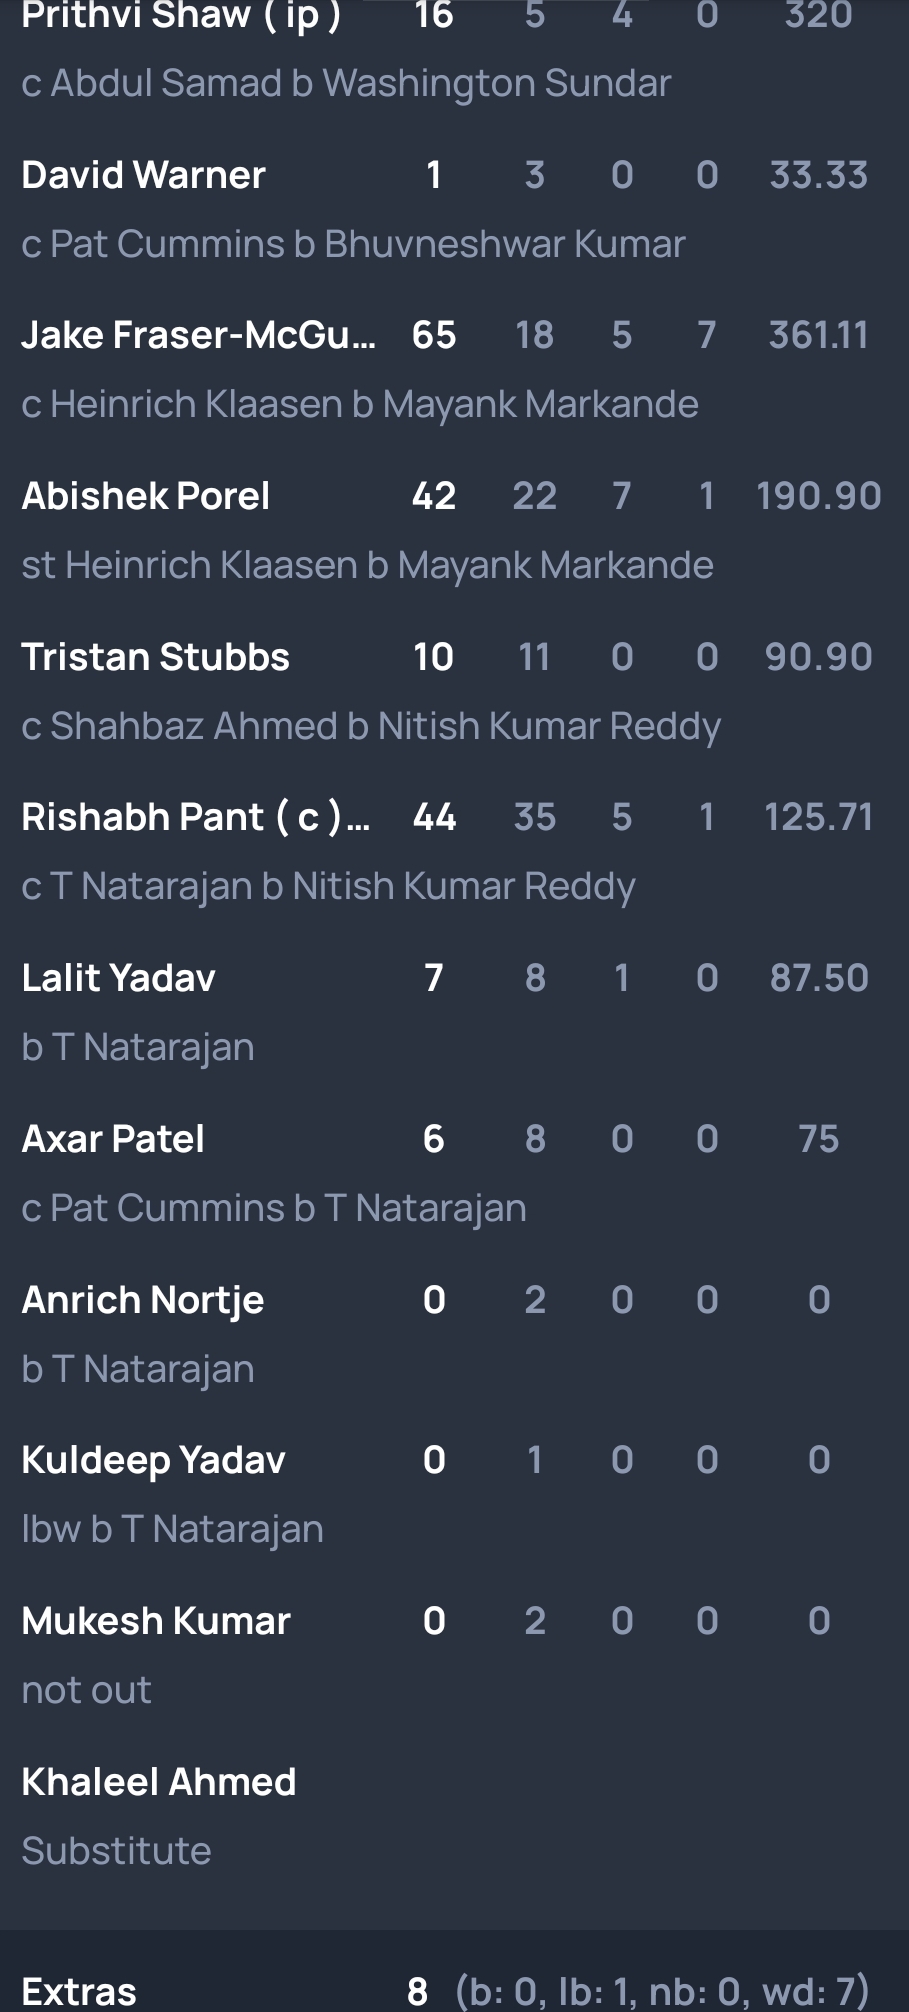 Prithvi Shaw ( ip ) 16 5 4 0 320
c Abdul Samad b Washington Sundar
David Warner 1 3 0 0 33.33
c Pat Cummins b Bhuvneshwar Kumar
Jake Fraser-McGu... 65 18 5 7 361.11
c Heinrich Klaasen b Mayank Markande
Abishek Porel 42 22 7 1 190.90
st Heinrich Klaasen b Mayank Markande
Tristan Stubbs 10 11 0 0 90.90
c Shahbaz Ahmed b Nitish Kumar Reddy
Rishabh Pant ( c )... 44 35 5 1 125.71
c T Natarajan b Nitish Kumar Reddy
Lalit Yadav 7 8 1 0 87.50
b T Natarajan
Axar Patel 6 8 0 0 75
c Pat Cummins b T Natarajan
Anrich Nortje 0 2 0 0 0
b T Natarajan
Kuldeep Yadav 0 1 0 0 0
lbw b T Natarajan
Mukesh Kumar 0 2 0 0 0
not out
Khaleel Ahmed
Substitute
Extras 8 (b: 0, lb: 1, nb: 0, wd: 7)